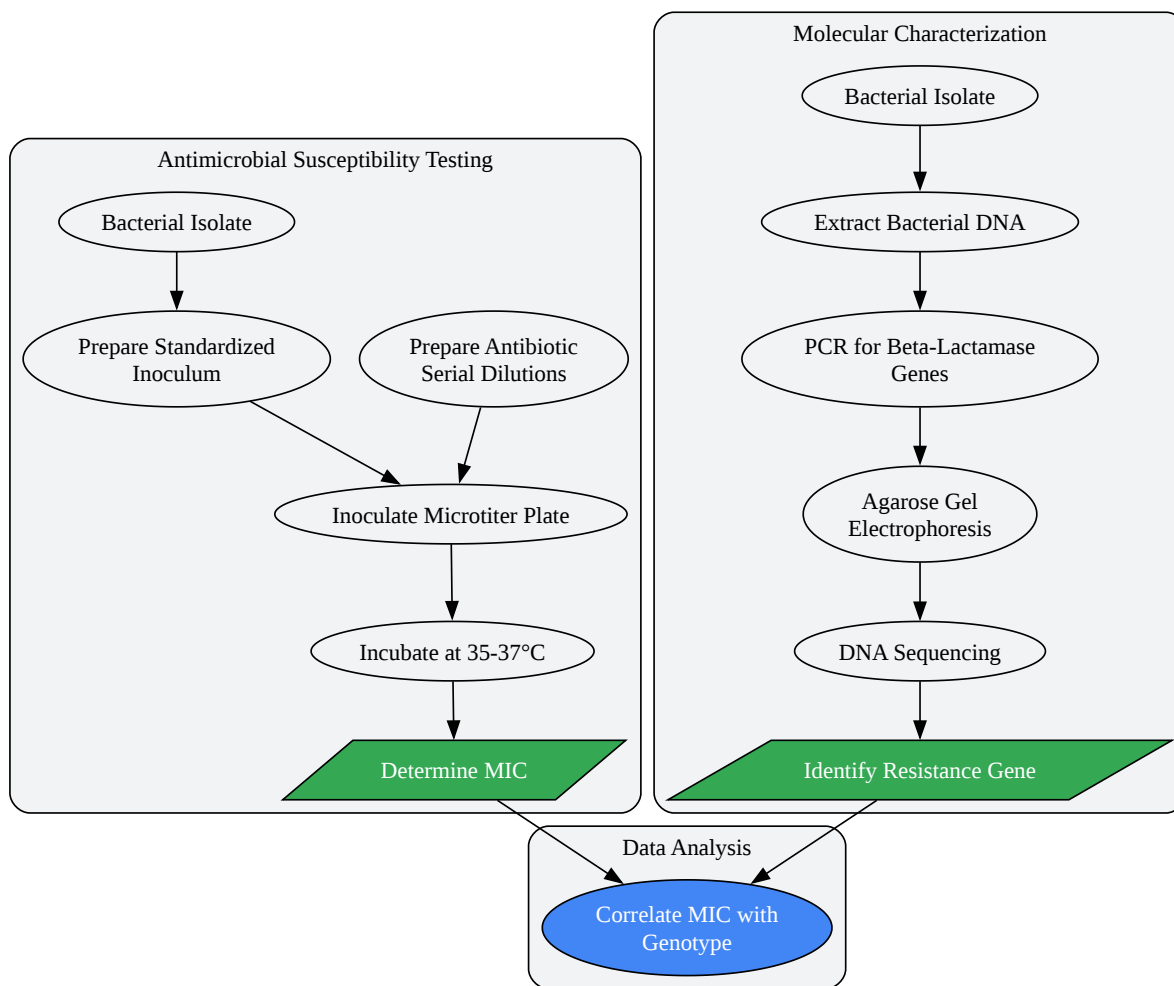 Antimicrobial Susceptibility Testing
Bacterial Isolate
Prepare Standardized
Inoculum
Prepare Antibiotic
Serial Dilutions
Inoculate Microtiter Plate
Incubate at 35-37°C
Determine MIC
Molecular Characterization
Bacterial Isolate
Extract Bacterial DNA
PCR for Beta-Lactamase
Genes
Agarose Gel
Electrophoresis
DNA Sequencing
Identify Resistance Gene
Data Analysis
Correlate MIC with
Genotype